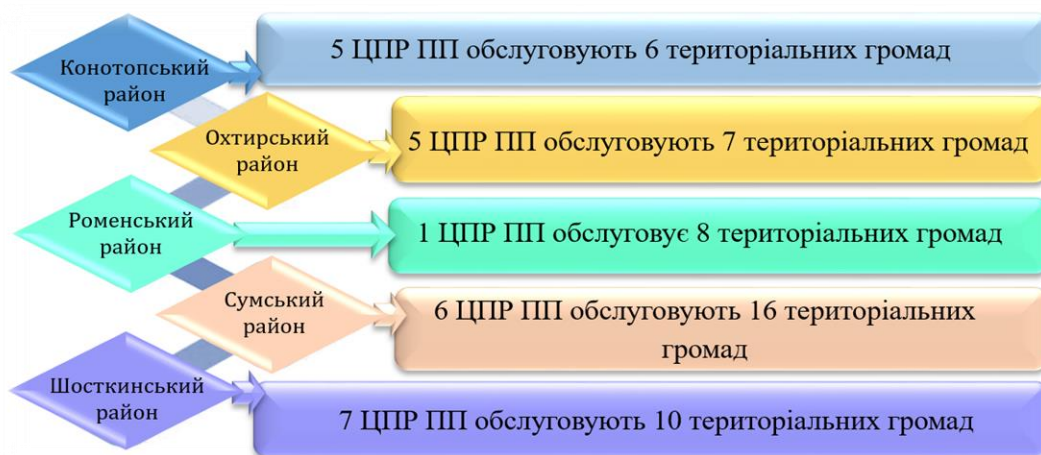 Конотопський
район
5 ЦПР ПП обслуговують 6 територіальних громад
Охтирський
район
5 ЦПР ПП обслуговують 7 територіальних громад
Роменський
район
1 ЦПР ПП обслуговує 8 територіальних громад
Сумський
район
6 ЦПР ПП обслуговують 16 територіальних
громад
Шосткинський
район
7 ЦПР ПП обслуговують 10 територіальних громад